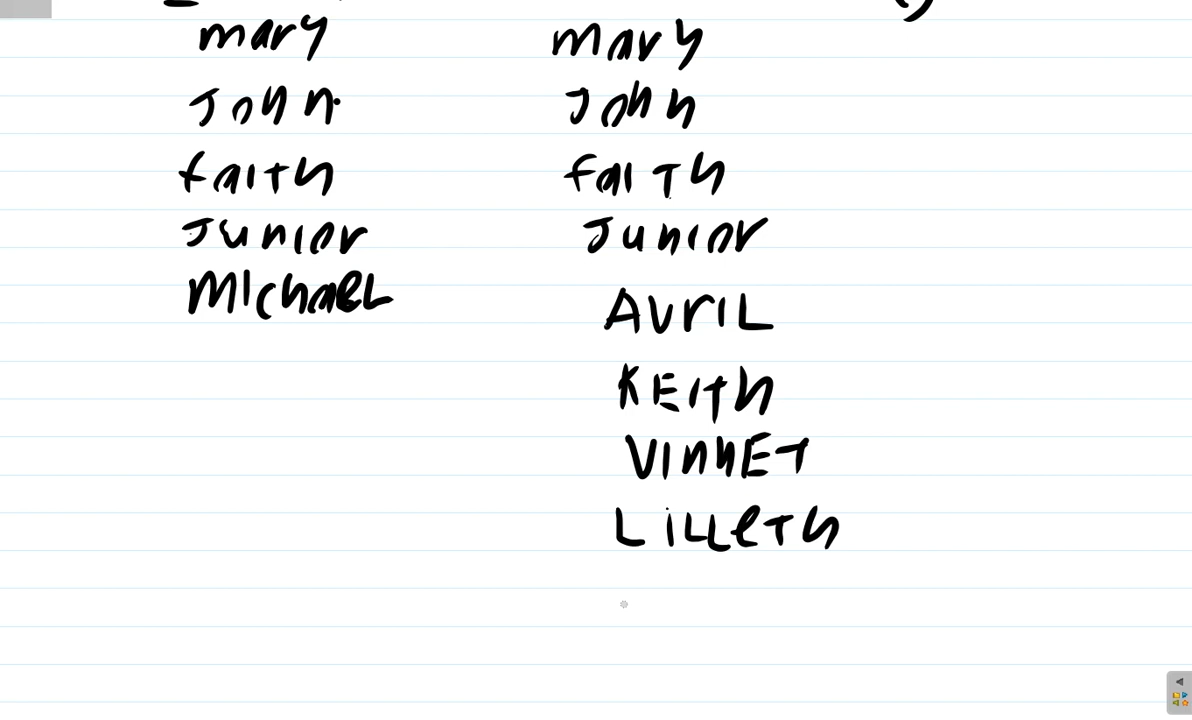 mary mary
John John
faith faith
Junior Junior
Michael
AvriL
KEith
VinnET
LiLLeth